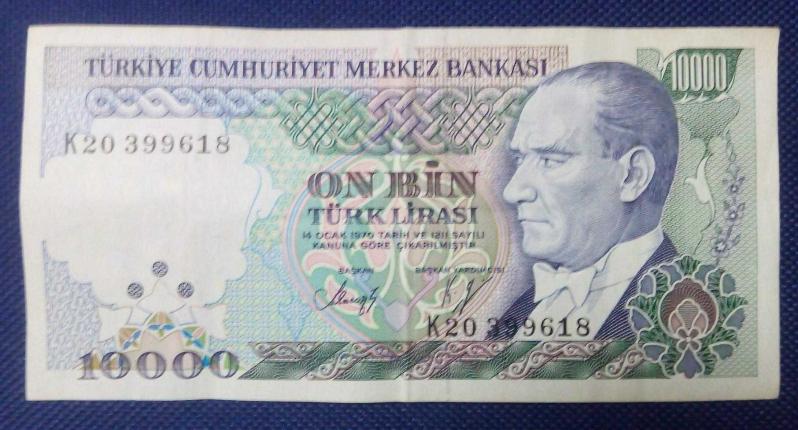 TÜRKİYE CUMHURİYET MERKEZ BANKASI
10000
K20 399618
ON BİN
TÜRK LİRASI
14 OCAK 1970 TARİH VE 1211 SAYILI
KANUNA GÖRE ÇIKARILMIŞTIR
BAŞKAN
BAŞKAN YARDIMCISI
K20 399618
10000